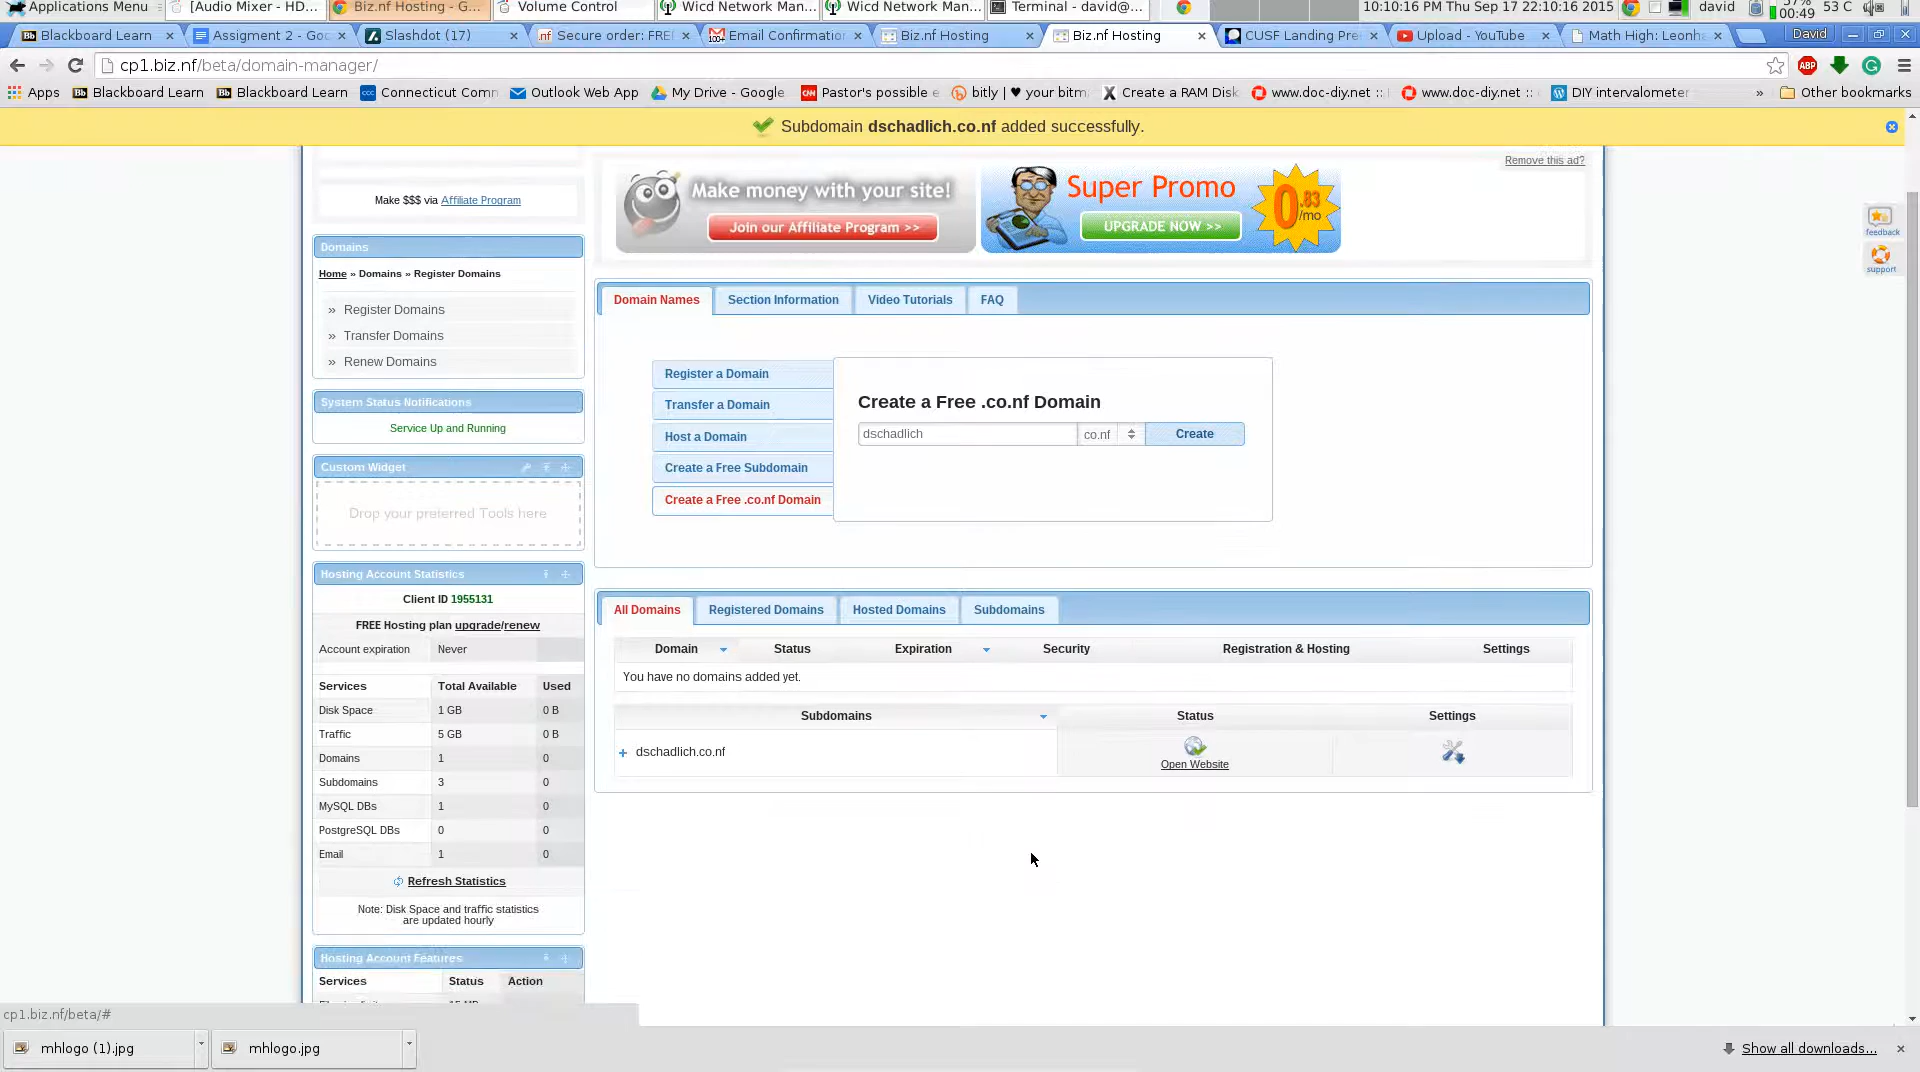 Applications Menu
[Audio Mixer - HD...
Biz.nf Hosting - G...
Volume Control
Wicd Network Man...
Wicd Network Man...
Terminal - david@...
10:10:16 PM Thu Sep 17 22:10:16 2015
david
57%
00:49
53 C
Blackboard Learn
Assigment 2 - Goo
Slashdot (17)
Secure order: FREE
Email Confirmation
Biz.nf Hosting
Biz.nf Hosting
CUSF Landing Pre
Upload - YouTube
Math High: Leonha
David
cp1.biz.nf/beta/domain-manager/
Apps
Blackboard Learn
Blackboard Learn
Connecticut Com
Outlook Web App
My Drive - Google
Pastor's possible e
bitly | ♥ your bitm
Create a RAM Disk
www.doc-diy.net ::
www.doc-diy.net ::
DIY intervalometer
»
Other bookmarks
Subdomain dschadlich.co.nf added successfully.
Remove this ad?
Make $$$ via Affiliate Program
Make money with your site!
Join our Affiliate Program >>
Super Promo
UPGRADE NOW >>
0.83
/mo
feedback
support
Domains
Home » Domains » Register Domains
» Register Domains
» Transfer Domains
» Renew Domains
System Status Notifications
Service Up and Running
Custom Widget
Drop your preferred Tools here
Hosting Account Statistics
Client ID 1955131
FREE Hosting plan upgrade/renew
Account expiration Never
Services Total Available Used
Disk Space 1 GB 0 B
Traffic 5 GB 0 B
Domains 1 0
Subdomains 3 0
MySQL DBs 1 0
PostgreSQL DBs 0 0
Email 1 0
Refresh Statistics
Note: Disk Space and traffic statistics
are updated hourly
Hosting Account Features
Services Status Action
Domain Names
Section Information
Video Tutorials
FAQ
Register a Domain
Transfer a Domain
Host a Domain
Create a Free Subdomain
Create a Free .co.nf Domain
Create a Free .co.nf Domain
dschadlich
co.nf
Create
All Domains
Registered Domains
Hosted Domains
Subdomains
Domain Status Expiration Security Registration & Hosting Settings
You have no domains added yet.
Subdomains Status Settings
+ dschadlich.co.nf
Open Website
cp1.biz.nf/beta/#
mhlogo (1).jpg
mhlogo.jpg
Show all downloads...